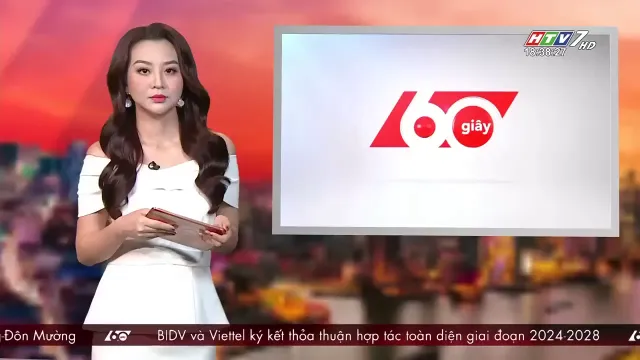 HTV7 HD
18:38:27
60 giây
Đôn Mường 60 BIDV và Viettel ký kết thỏa thuận hợp tác toàn diện giai đoạn 2024-2028